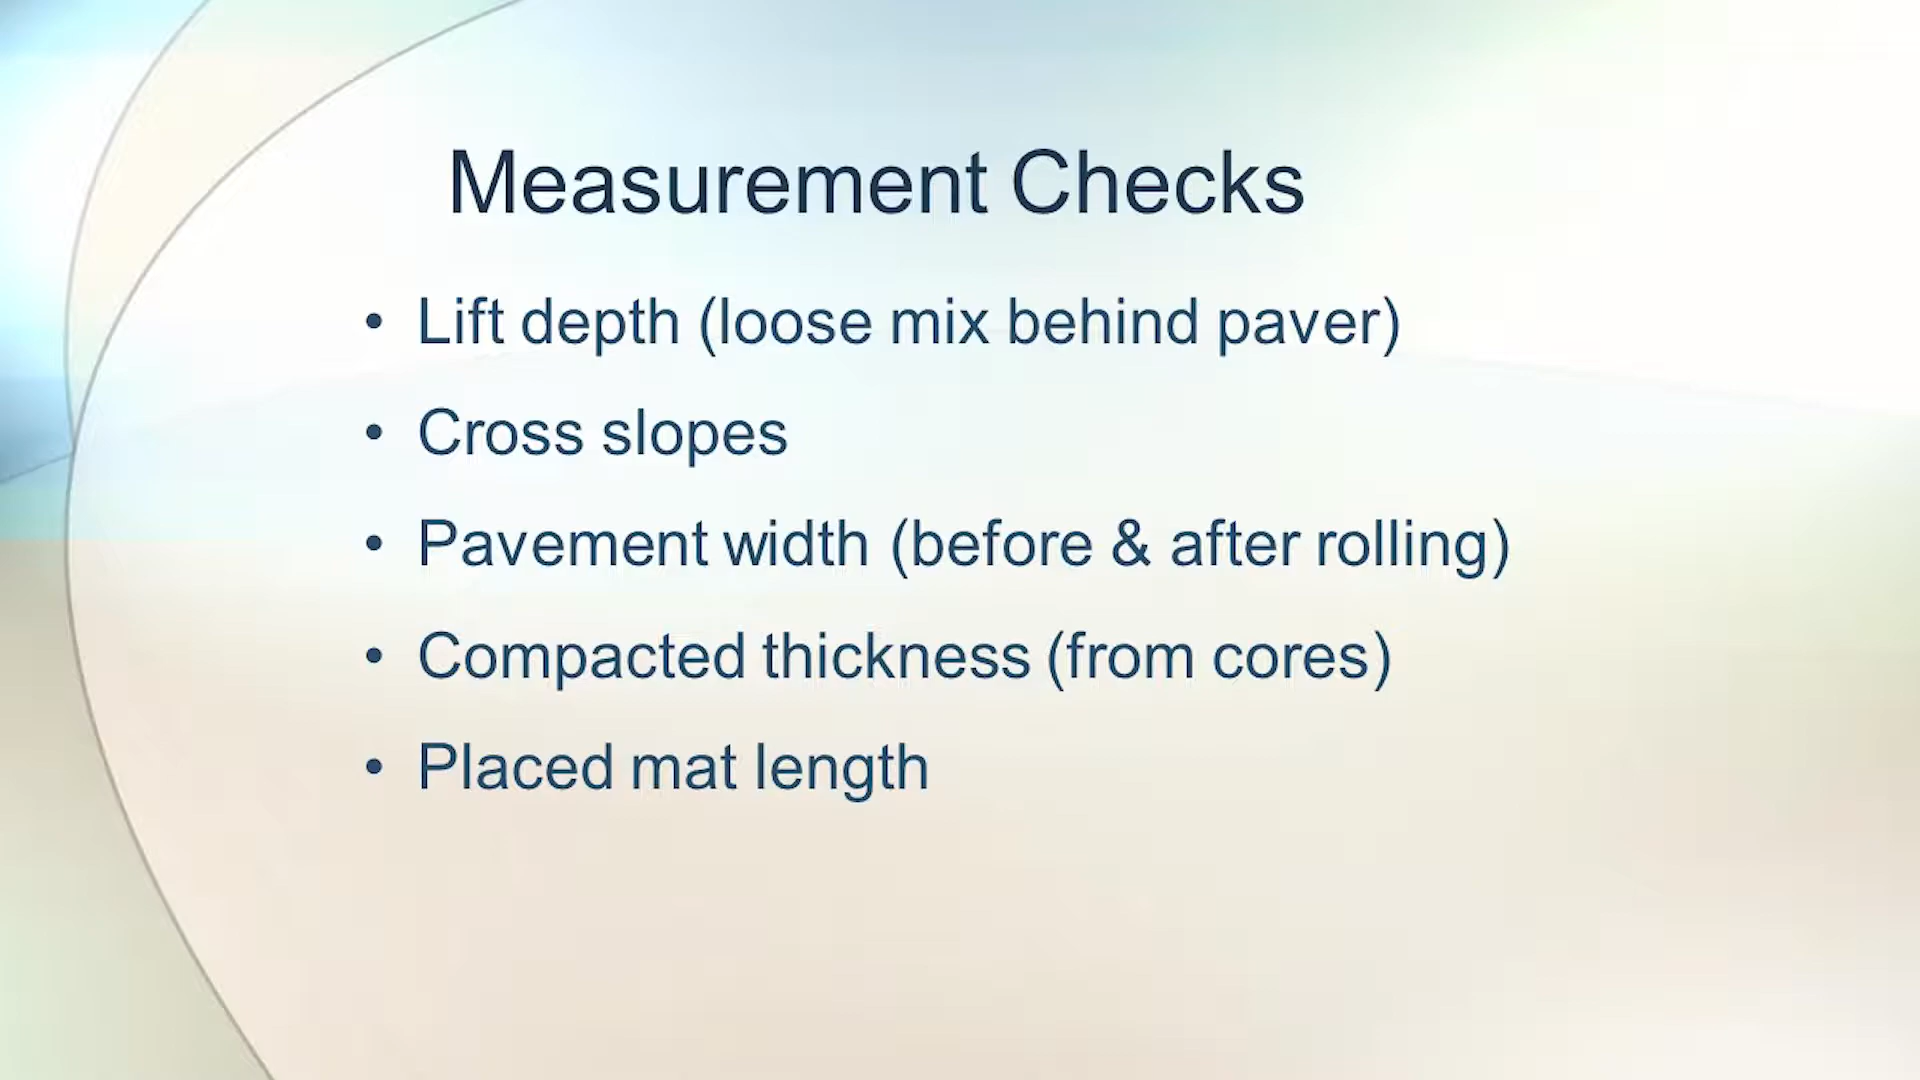 Measurement Checks
• Lift depth (loose mix behind paver)
• Cross slopes
• Pavement width (before & after rolling)
• Compacted thickness (from cores)
• Placed mat length